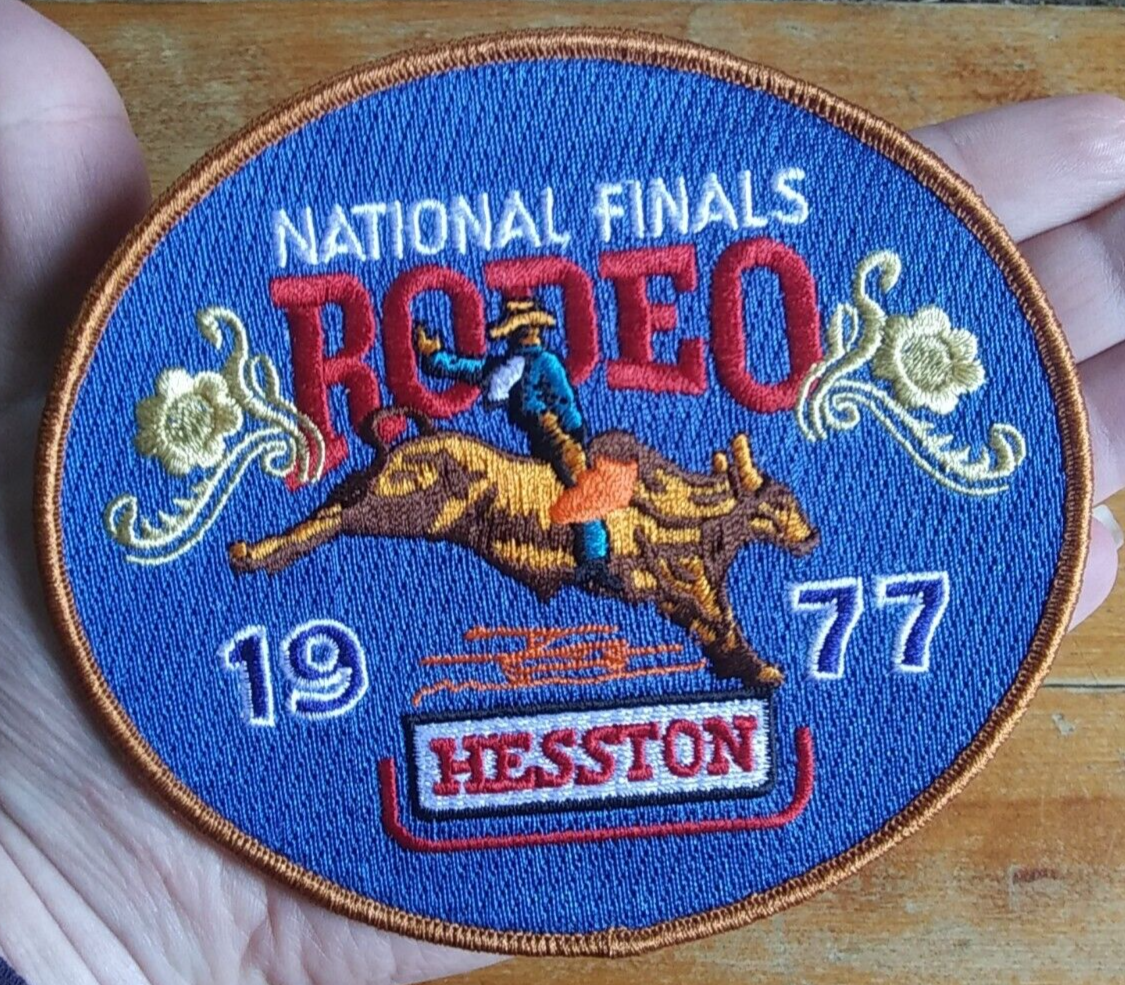 NATIONAL FINALS
RODEO
19 77
HESSTON